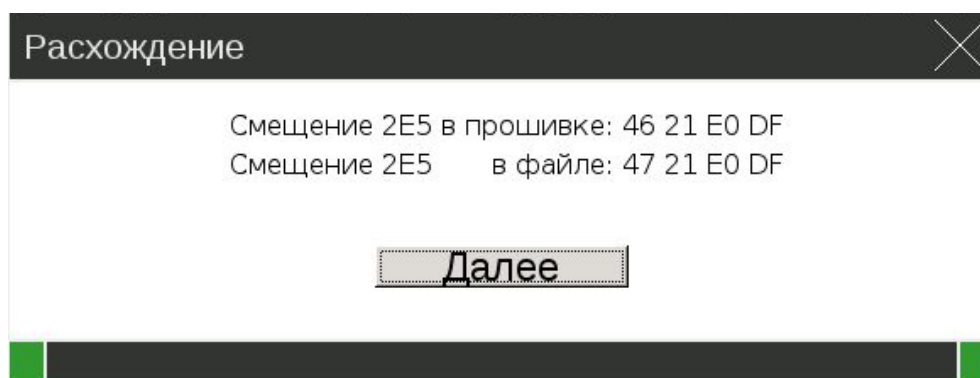 Расхождение
Смещение 2E5 в прошивке: 46 21 E0 DF
Смещение 2E5 в файле: 47 21 E0 DF
Далее